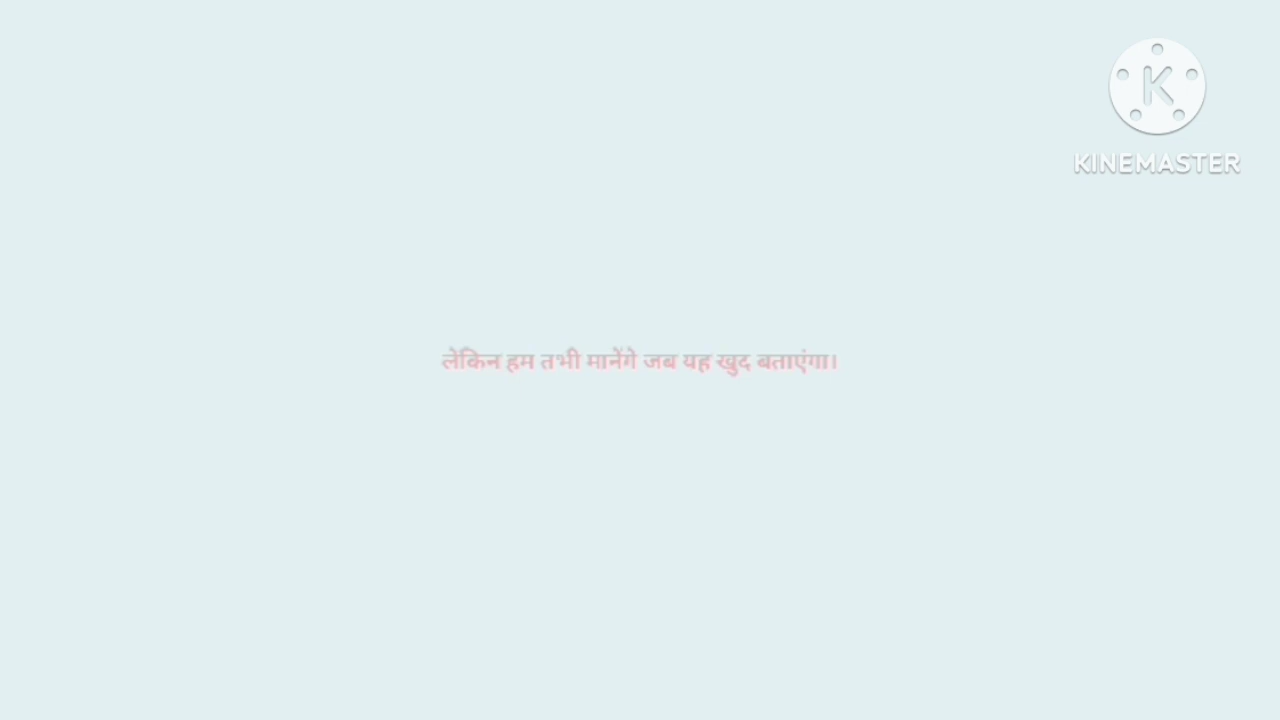 KINEMASTER
लेकिन हम तभी मानेंगे जब यह खुद बताएंगा।